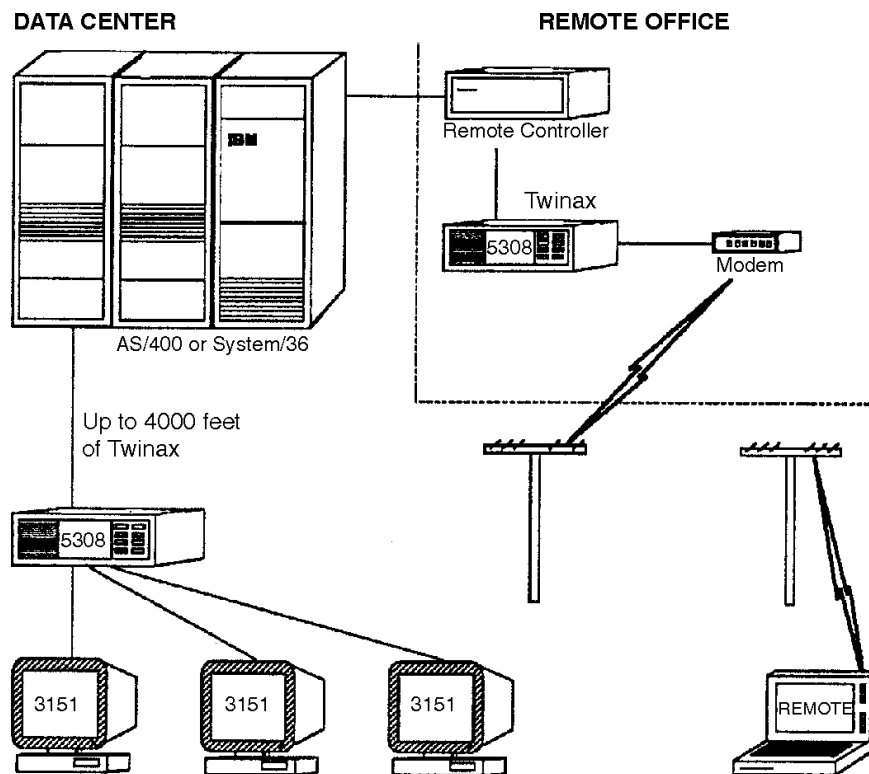 DATA CENTER
REMOTE OFFICE
IBM
Remote Controller
Twinax
5308
Modem
AS/400 or System/36
Up to 4000 feet
of Twinax
5308
3151
3151
3151
REMOTE